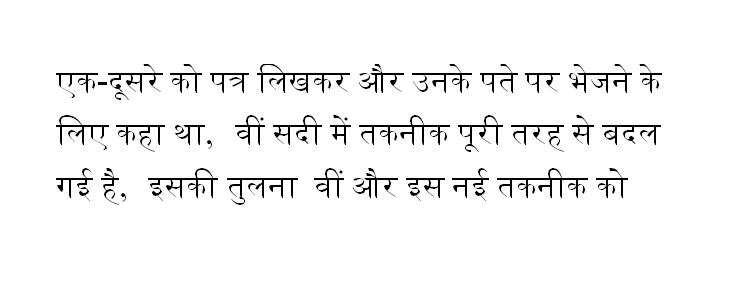 एक-दूसरे को पत्र लिखकर और उनके पते पर भेजने के
लिए कहा था,  वीं सदी में तकनीक पूरी तरह से बदल
गई है,  इसकी तुलना  वीं और इस नई तकनीक को